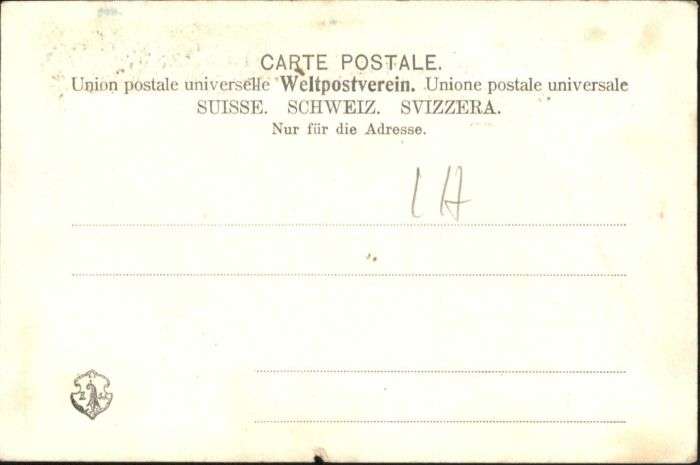 CARTE POSTALE.
Union postale universelle Weltpostverein. Unione postale universale
SUISSE. SCHWEIZ. SVIZZERA.
Nur für die Adresse.